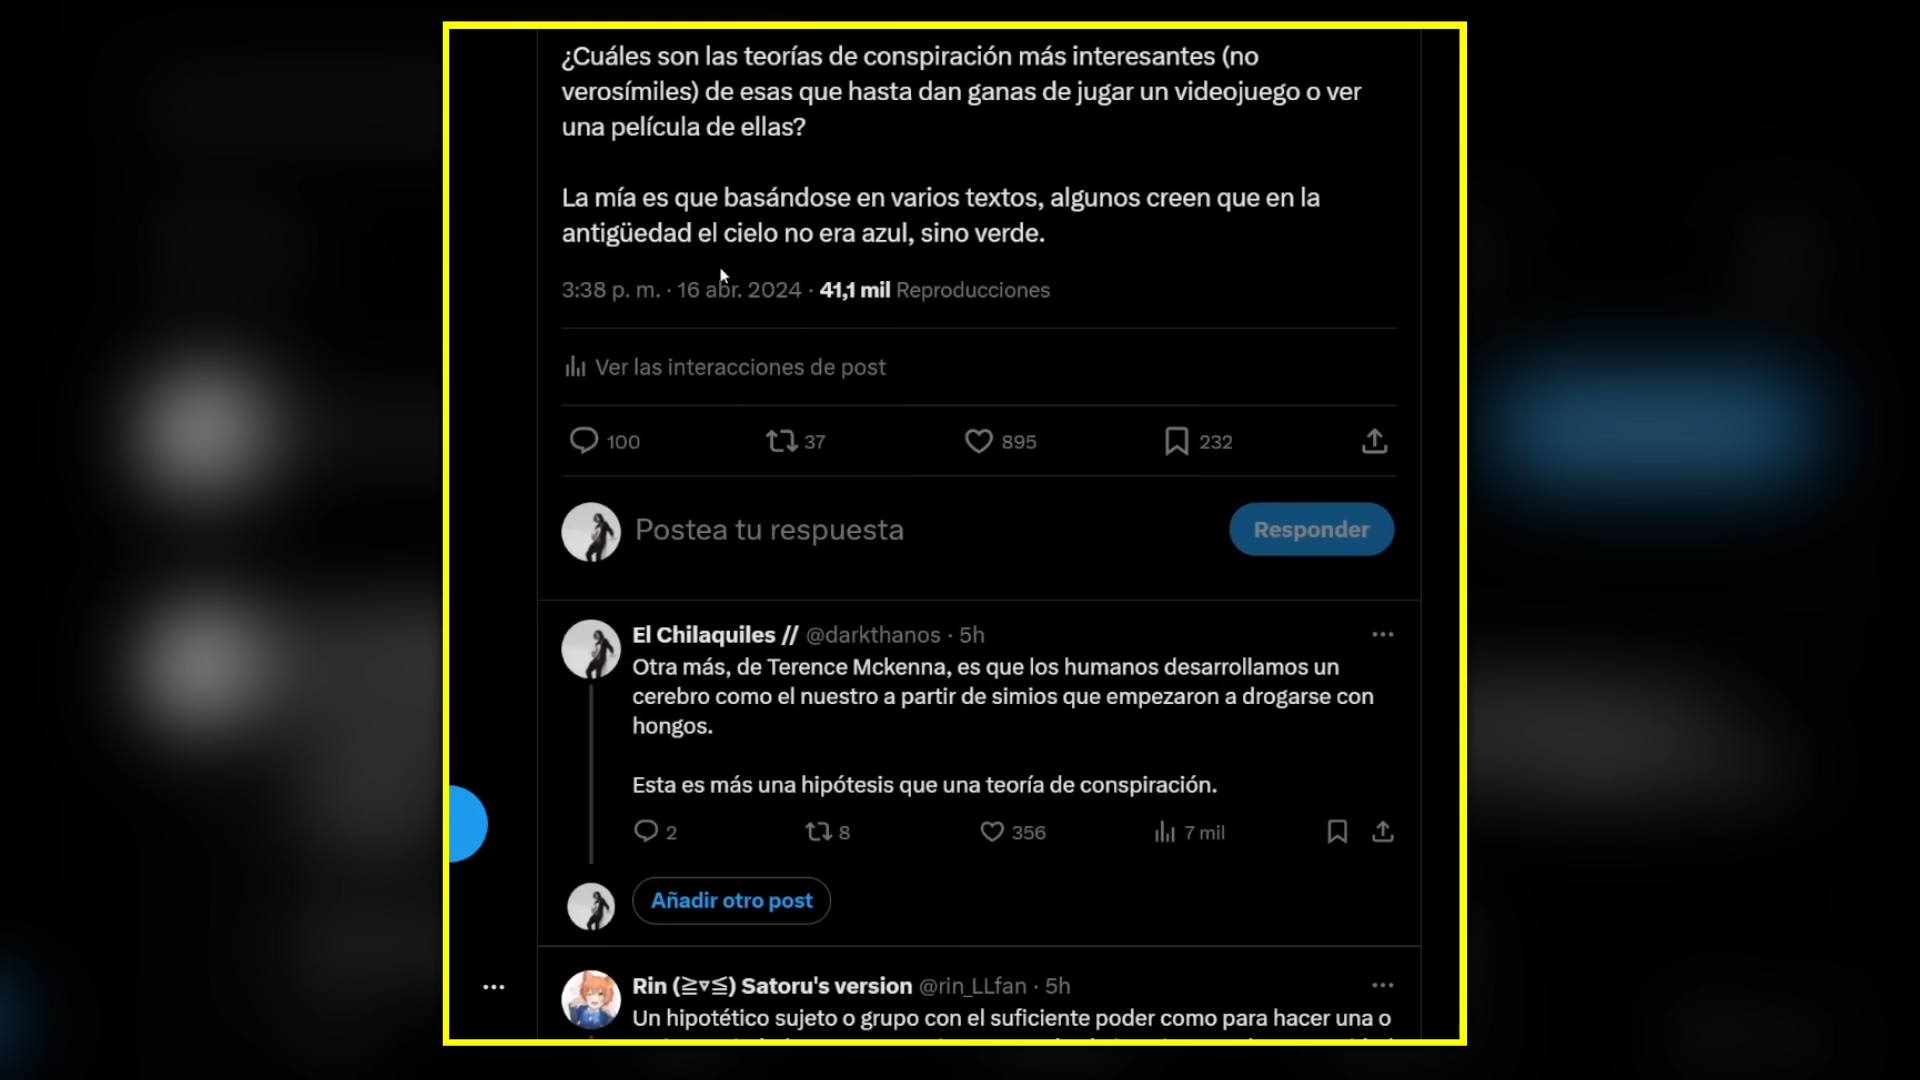 ¿Cuáles son las teorías de conspiración más interesantes (no
verosímiles) de esas que hasta dan ganas de jugar un videojuego o ver
una película de ellas?
La mía es que basándose en varios textos, algunos creen que en la
antigüedad el cielo no era azul, sino verde.
3:38 p. m. · 16 abr. 2024 · 41,1 mil Reproducciones
Ver las interacciones de post
100 37 895 232
Postea tu respuesta Responder
El Chilaquiles // @darkthanos · 5h
Otra más, de Terence Mckenna, es que los humanos desarrollamos un
cerebro como el nuestro a partir de simios que empezaron a drogarse con
hongos.
Esta es más una hipótesis que una teoría de conspiración.
2 8 356 7 mil
Añadir otro post
Rin (≧▿≦) Satoru's version @rin_LLfan · 5h
Un hipotético sujeto o grupo con el suficiente poder como para hacer una o